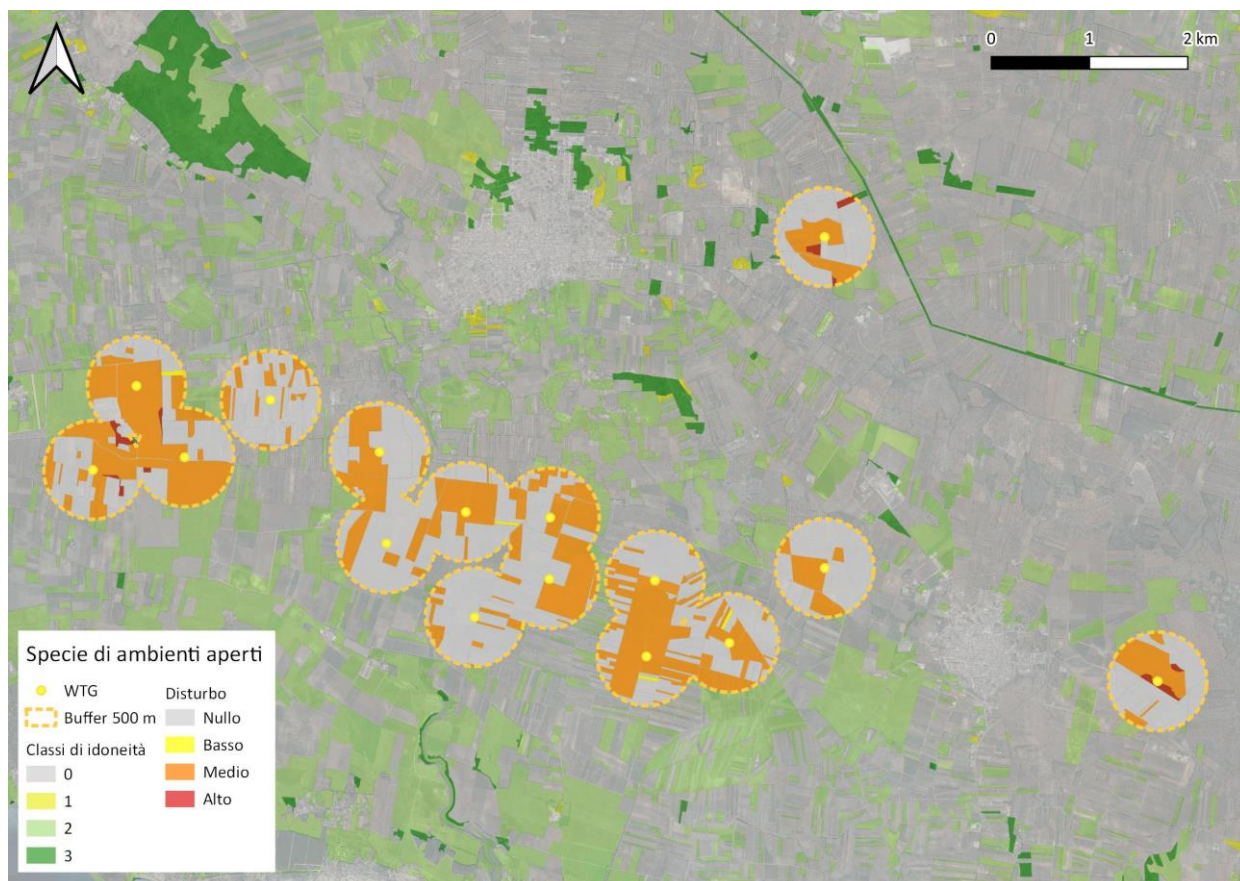 0 1 2 km
Specie di ambienti aperti
WTG
Buffer 500 m
Classi di idoneità
0
1
2
3
Disturbo
Nullo
Basso
Medio
Alto